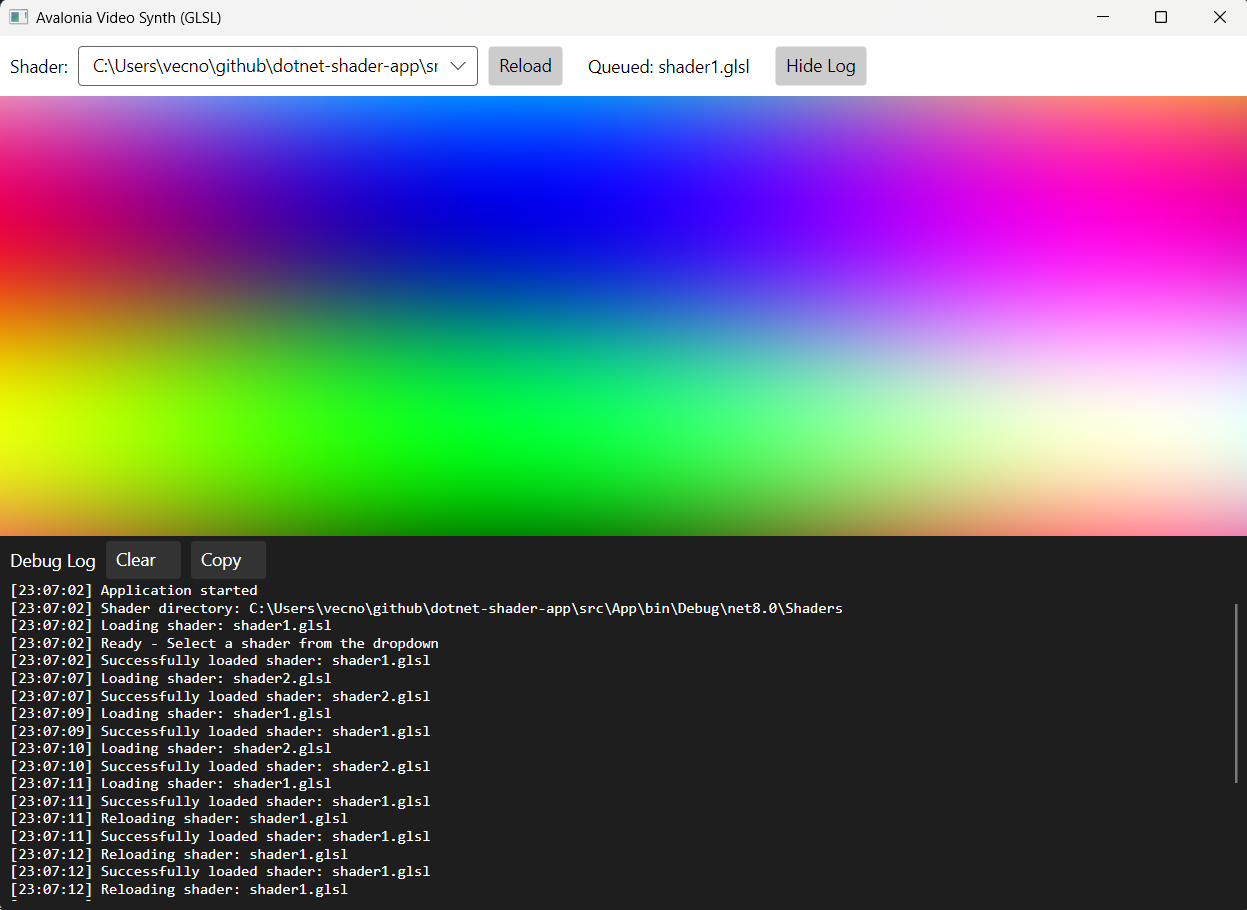 Avalonia Video Synth (GLSL)
Shader: C:\Users\vecno\github\dotnet-shader-app\sr Reload Queued: shader1.glsl Hide Log
Debug Log Clear Copy
[23:07:02] Application started
[23:07:02] Shader directory: C:\Users\vecno\github\dotnet-shader-app\src\App\bin\Debug\net8.0\Shaders
[23:07:02] Loading shader: shader1.glsl
[23:07:02] Ready - Select a shader from the dropdown
[23:07:02] Successfully loaded shader: shader1.glsl
[23:07:07] Loading shader: shader2.glsl
[23:07:07] Successfully loaded shader: shader2.glsl
[23:07:09] Loading shader: shader1.glsl
[23:07:09] Successfully loaded shader: shader1.glsl
[23:07:10] Loading shader: shader2.glsl
[23:07:10] Successfully loaded shader: shader2.glsl
[23:07:11] Loading shader: shader1.glsl
[23:07:11] Successfully loaded shader: shader1.glsl
[23:07:11] Reloading shader: shader1.glsl
[23:07:11] Successfully loaded shader: shader1.glsl
[23:07:12] Reloading shader: shader1.glsl
[23:07:12] Successfully loaded shader: shader1.glsl
[23:07:12] Reloading shader: shader1.glsl